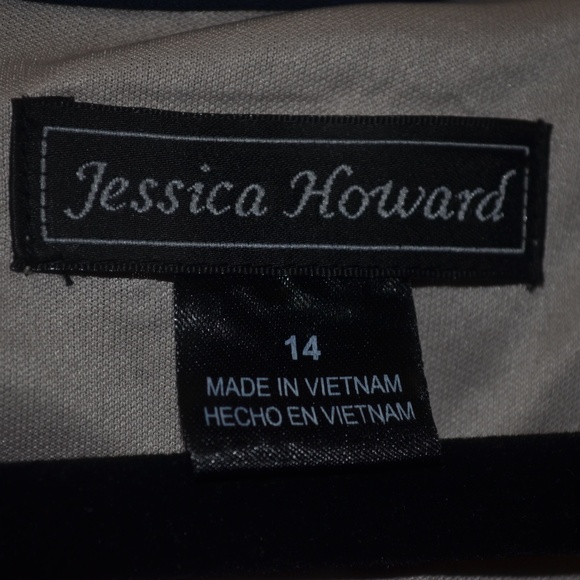 Jessica Howard
14
MADE IN VIETNAM
HECHO EN VIETNAM